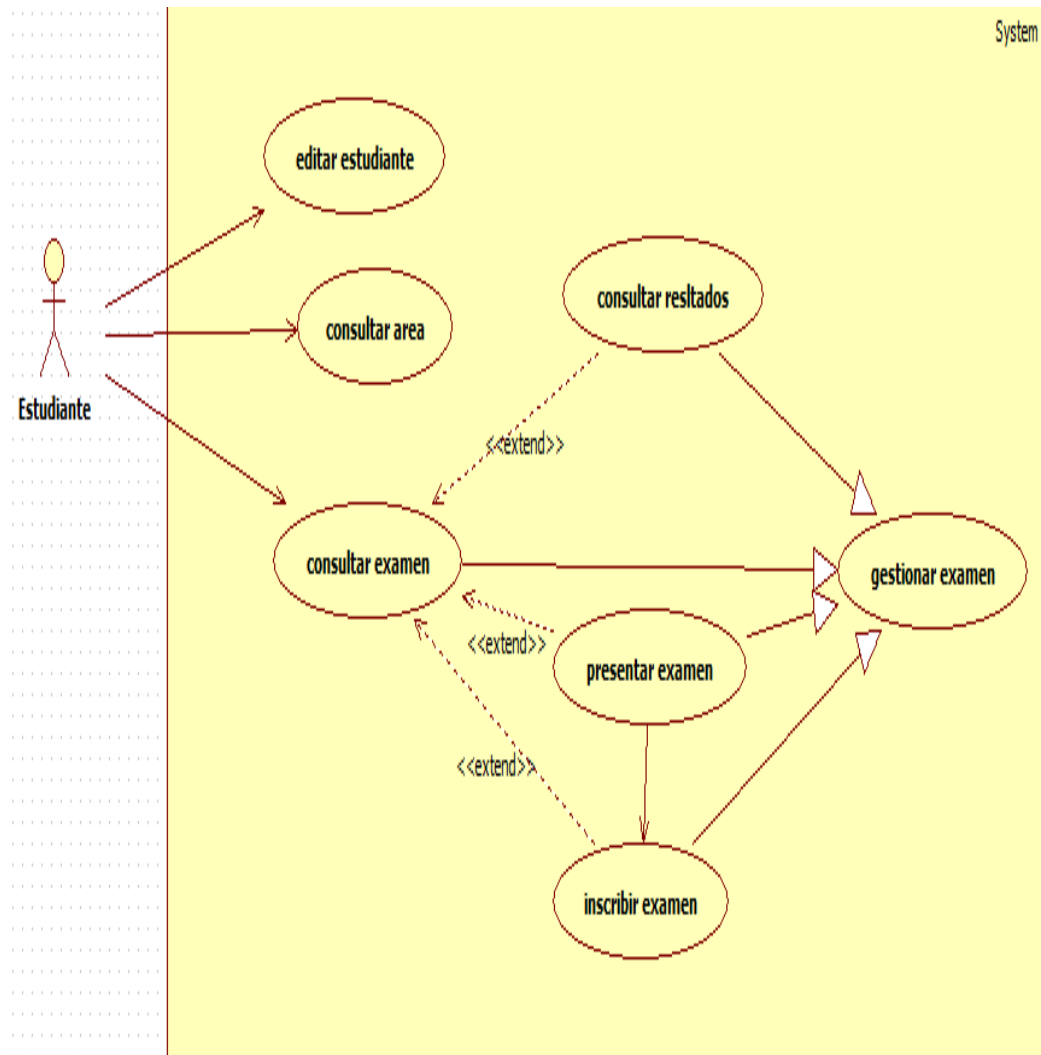 System
editar estudiante
consultar resltados
consultar area
Estudiante
<<extend>>
consultar examen
gestionar examen
<<extend>>
presentar examen
<<extend>>
inscribir examen